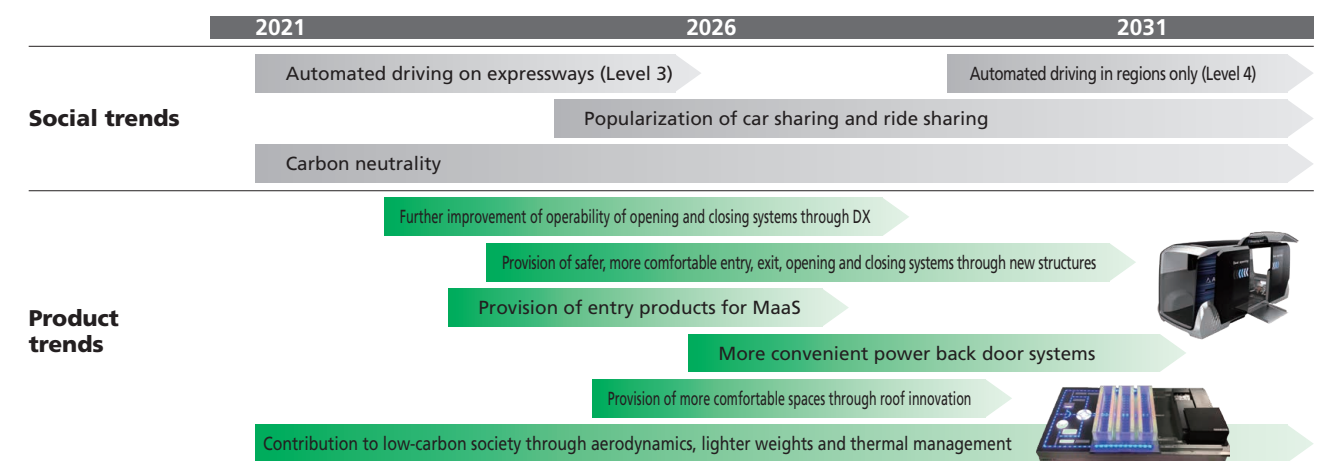 2021 2026 2031
Social trends
Automated driving on expressways (Level 3)
Automated driving in regions only (Level 4)
Popularization of car sharing and ride sharing
Carbon neutrality
Product
trends
Further improvement of operability of opening and closing systems through DX
Provision of safer, more comfortable entry, exit, opening and closing systems through new structures
Provision of entry products for MaaS
More convenient power back door systems
Provision of more comfortable spaces through roof innovation
Contribution to low-carbon society through aerodynamics, lighter weights and thermal management